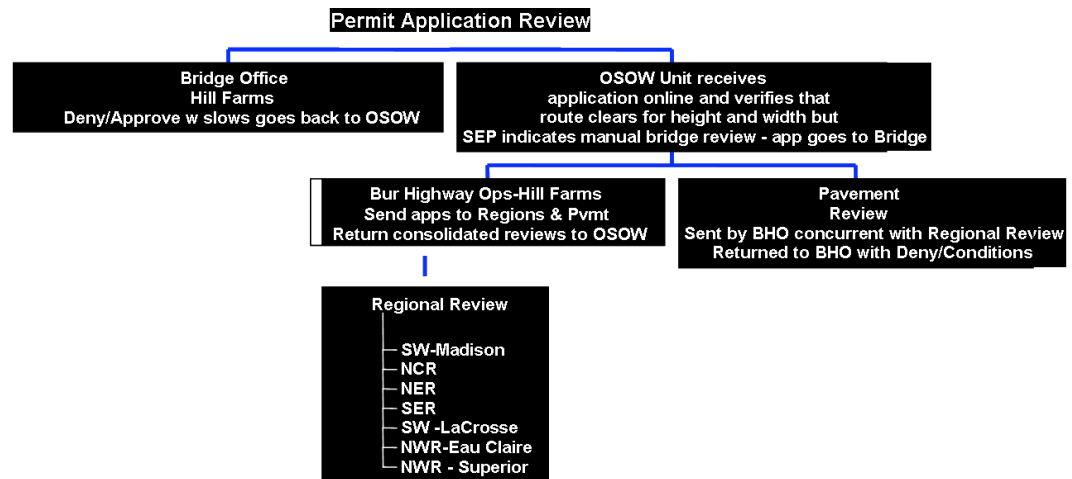 Permit Application Review
Bridge Office
Hill Farms
Deny/Approve w slows goes back to OSOW
OSOW Unit receives
application online and verifies that
route clears for height and width but
SEP indicates manual bridge review - app goes to Bridge
Bur Highway Ops-Hill Farms
Send apps to Regions & Pvmt
Return consolidated reviews to OSOW
Pavement
Review
Sent by BHO concurrent with Regional Review
Returned to BHO with Deny/Conditions
Regional Review
SW-Madison
NCR
NER
SER
SW -LaCrosse
NWR-Eau Claire
NWR - Superior